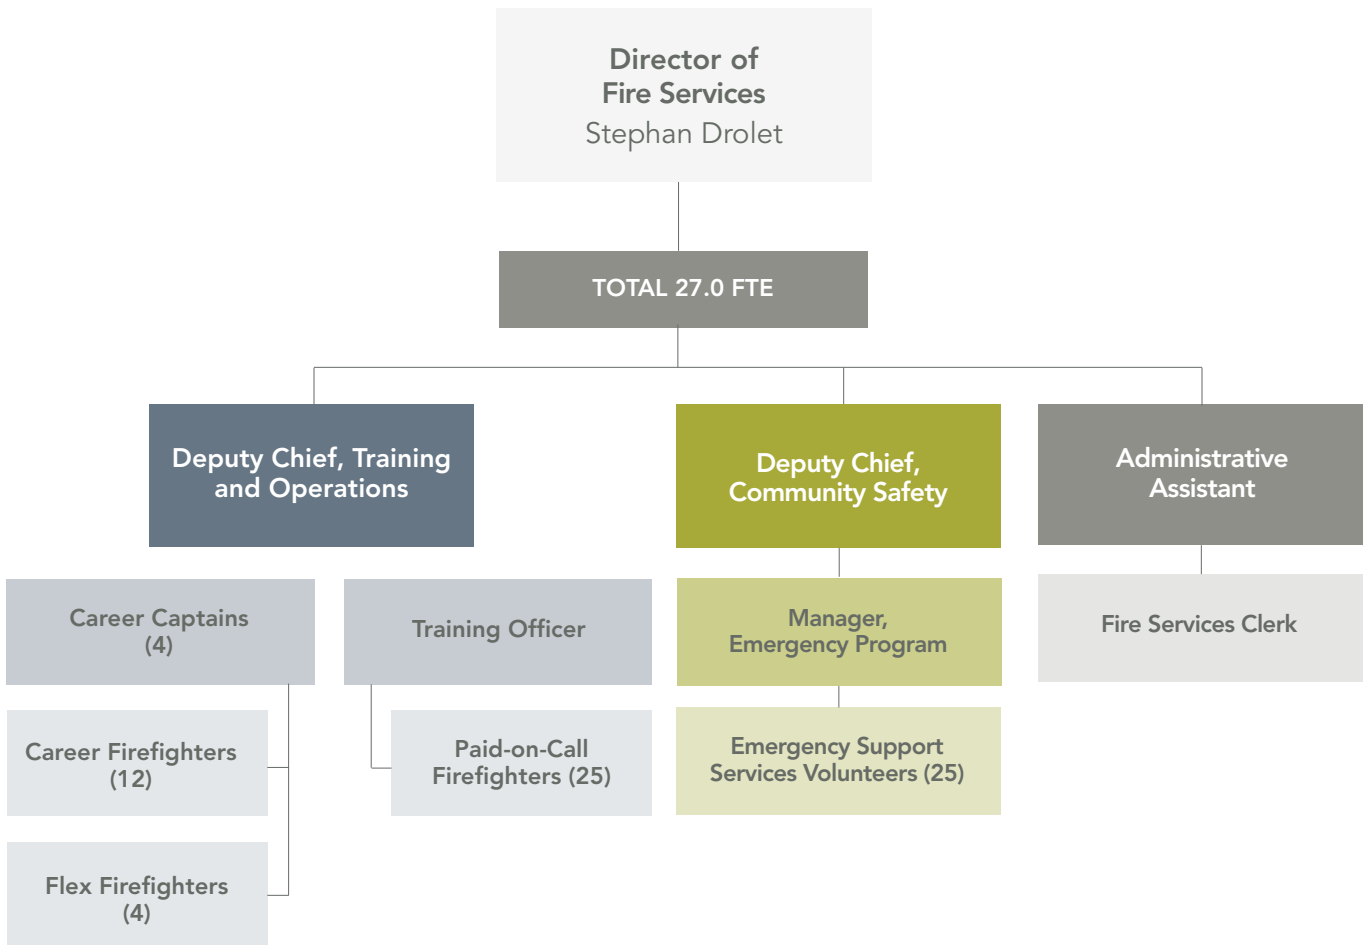 Director of
Fire Services
Stephan Drolet
TOTAL 27.0 FTE
Deputy Chief, Training
and Operations
Deputy Chief,
Community Safety
Administrative
Assistant
Career Captains
(4)
Training Officer
Manager,
Emergency Program
Fire Services Clerk
Career Firefighters
(12)
Paid-on-Call
Firefighters (25)
Emergency Support
Services Volunteers (25)
Flex Firefighters
(4)